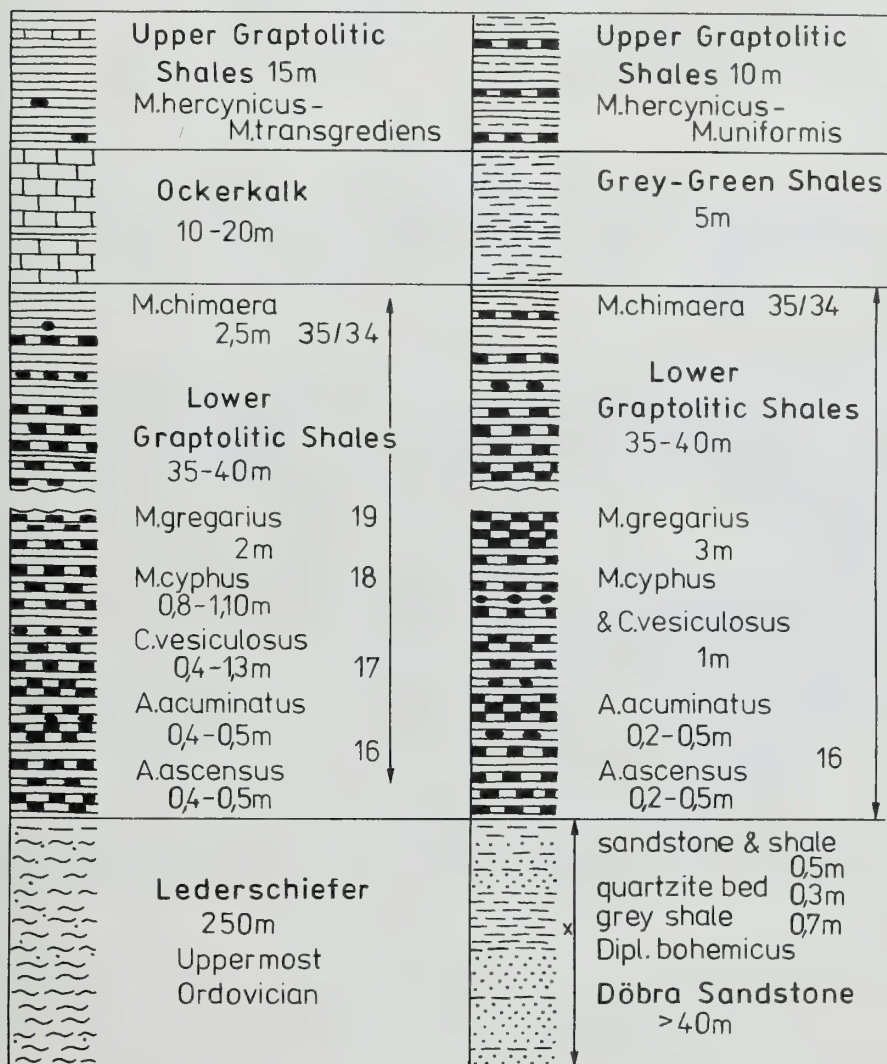 Upper Graptolitic
Shales 15m
M.hercynicus-
M.transgrediens
Ockerkalk
10-20m
M.chimaera
2,5m 35/34
Lower
Graptolitic Shales
35-40m
M.gregarius 19
2m
M.cyphus 18
0,8-1,10m
C.vesiculosus
0,4-1,3m 17
A.acuminatus
0,4-0,5m
16
A.ascensus
0,4-0,5m
Lederschiefer
250m
Uppermost
Ordovician
Upper Graptolitic
Shales 10m
M.hercynicus-
M.uniformis
Grey-Green Shales
5m
M.chimaera 35/34
Lower
Graptolitic Shales
35-40m
M.gregarius
3m
M.cyphus
& C.vesiculosus
1m
A.acuminatus
0,2-0,5m
16
A.ascensus
0,2-0,5m
sandstone & shale
0,5m
quartzite bed 0,3m
grey shale 0,7m
x
Dipl. bohemicus
Döbra Sandstone
>40m